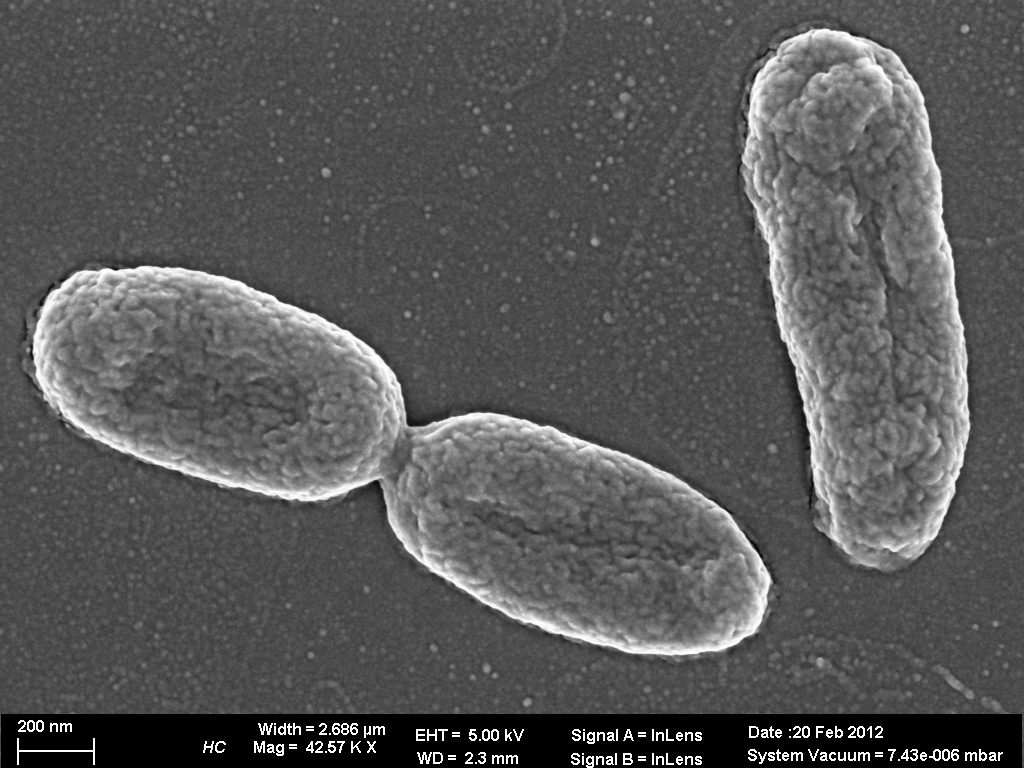 200 nm
HC
Width = 2.686 µm
Mag = 42.57 K X
EHT = 5.00 kV
WD = 2.3 mm
Signal A = InLens
Signal B = InLens
Date :20 Feb 2012
System Vacuum = 7.43e-006 mbar